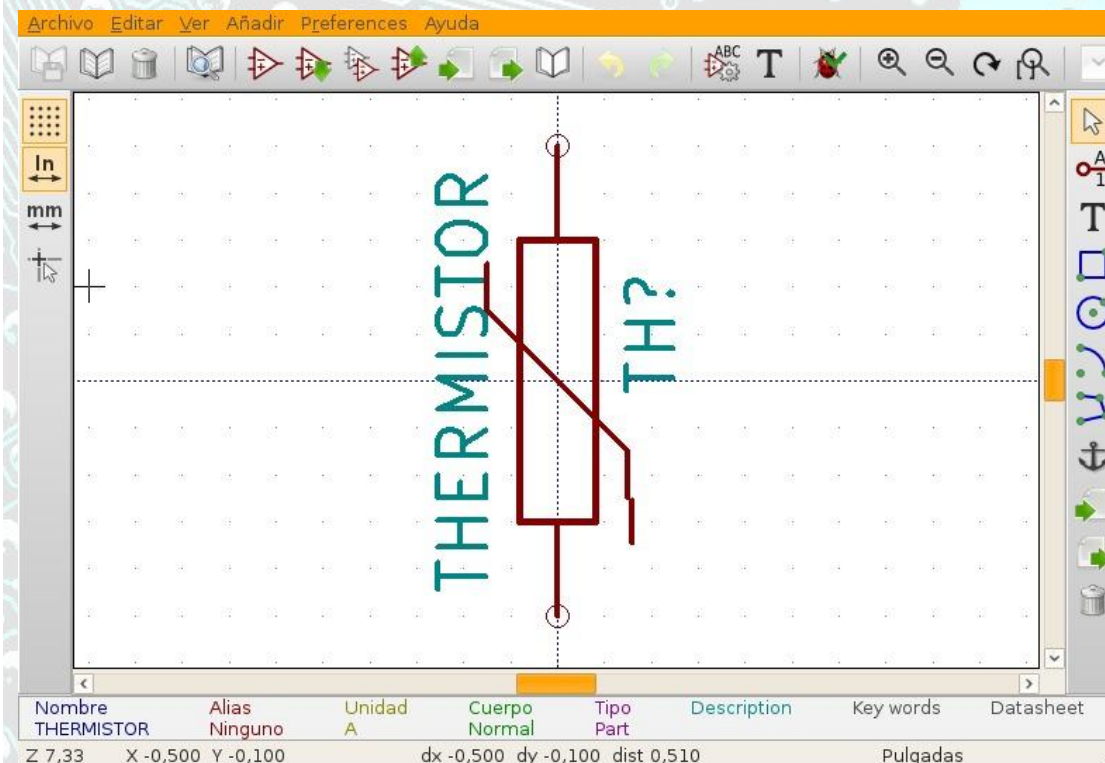 Archivo Editar Ver Añadir Preferences Ayuda
ABC
T
In
mm
A
1
T
THERMISTOR
TH?
Nombre Alias Unidad Cuerpo Tipo Description Key words Datasheet
THERMISTOR Ninguno A Normal Part
Z 7,33 X -0,500 Y -0,100 dx -0,500 dy -0,100 dist 0,510 Pulgadas